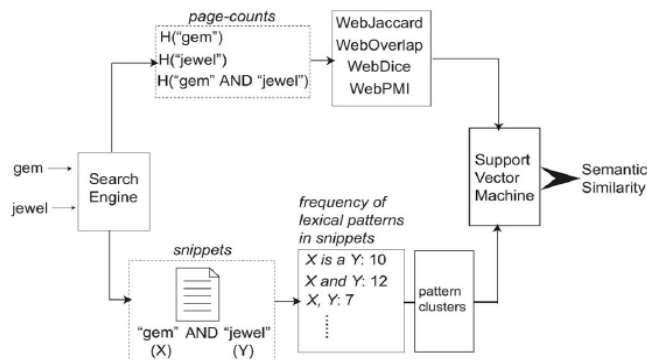 page-counts
H("gem")
H("jewel")
H("gem" AND "jewel")
WebJaccard
WebOverlap
WebDice
WebPMI
gem
jewel
Search
Engine
Support
Vector
Machine
Semantic
Similarity
snippets
"gem" AND "jewel"
(X) (Y)
frequency of
lexical patterns
in snippets
X is a Y: 10
X and Y: 12
X, Y: 7
pattern
clusters